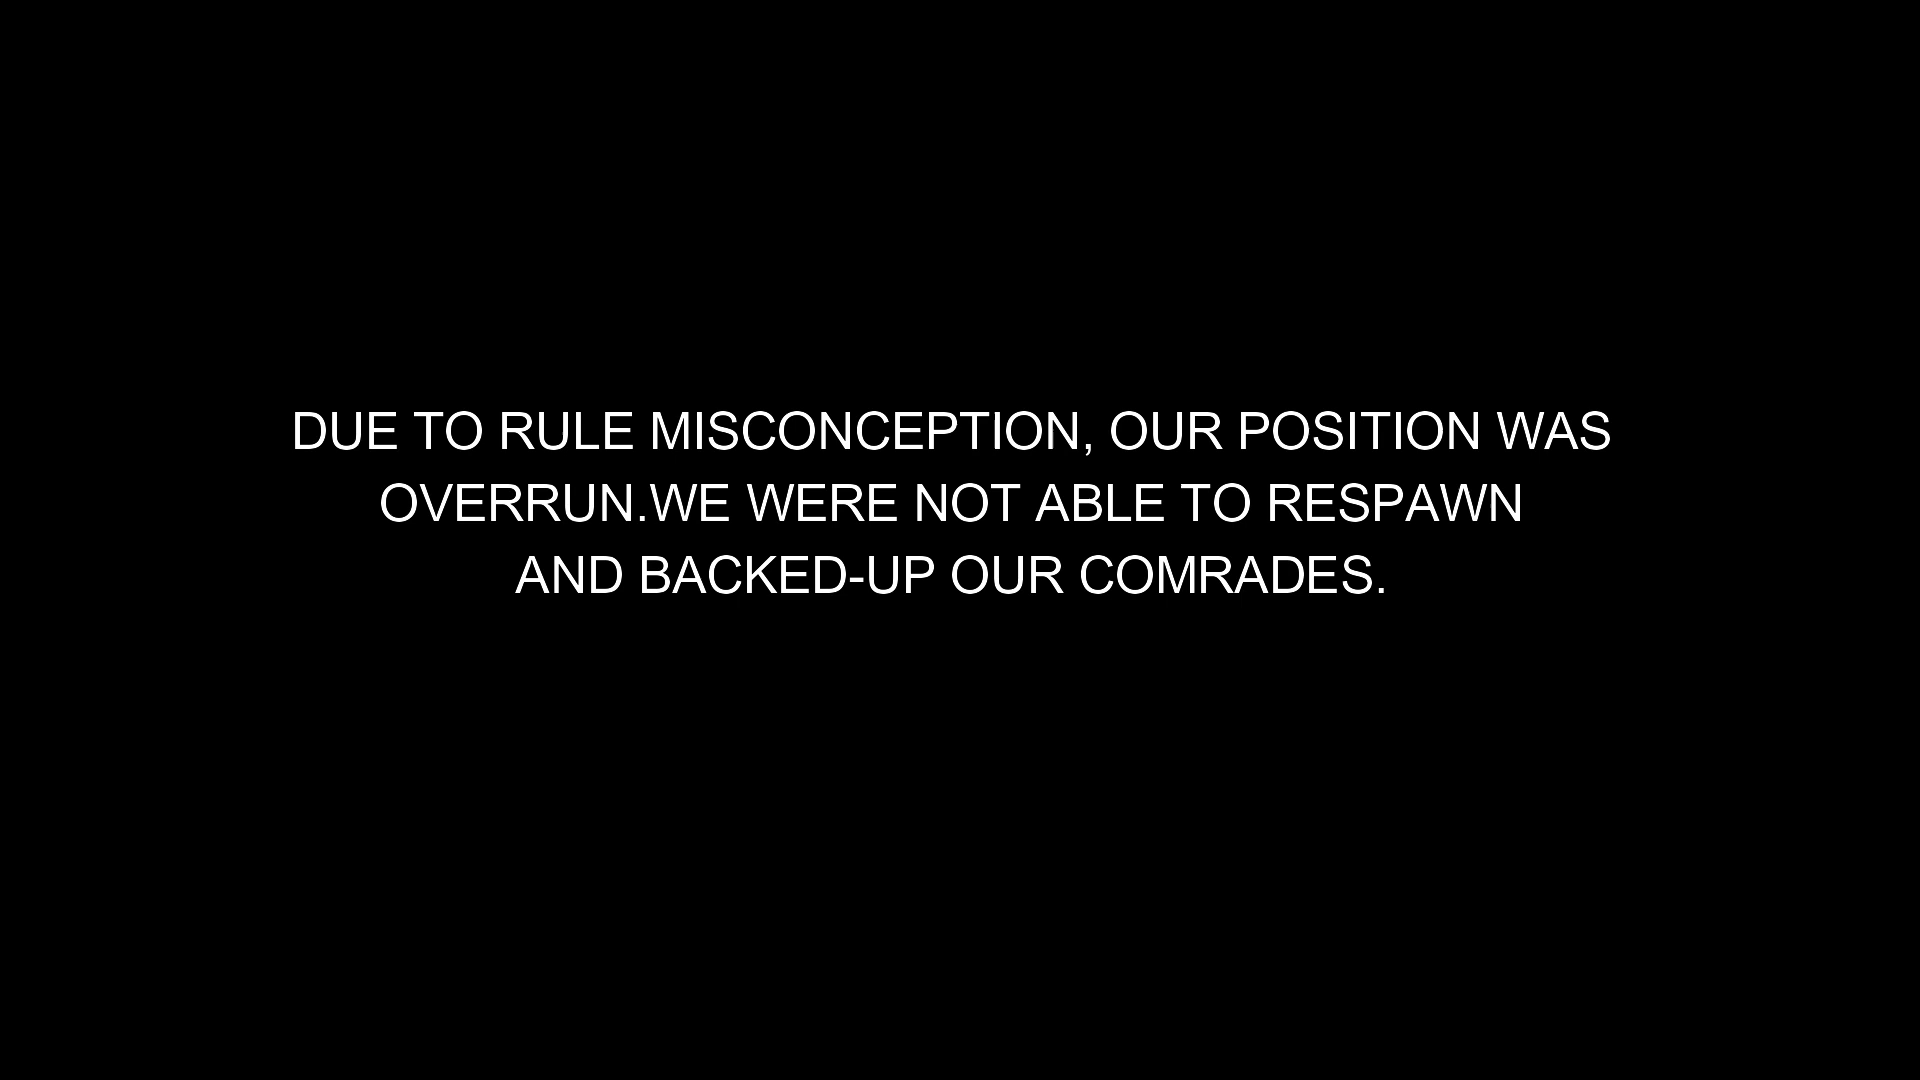 DUE TO RULE MISCONCEPTION, OUR POSITION WAS
OVERRUN.WE WERE NOT ABLE TO RESPAWN
AND BACKED-UP OUR COMRADES.